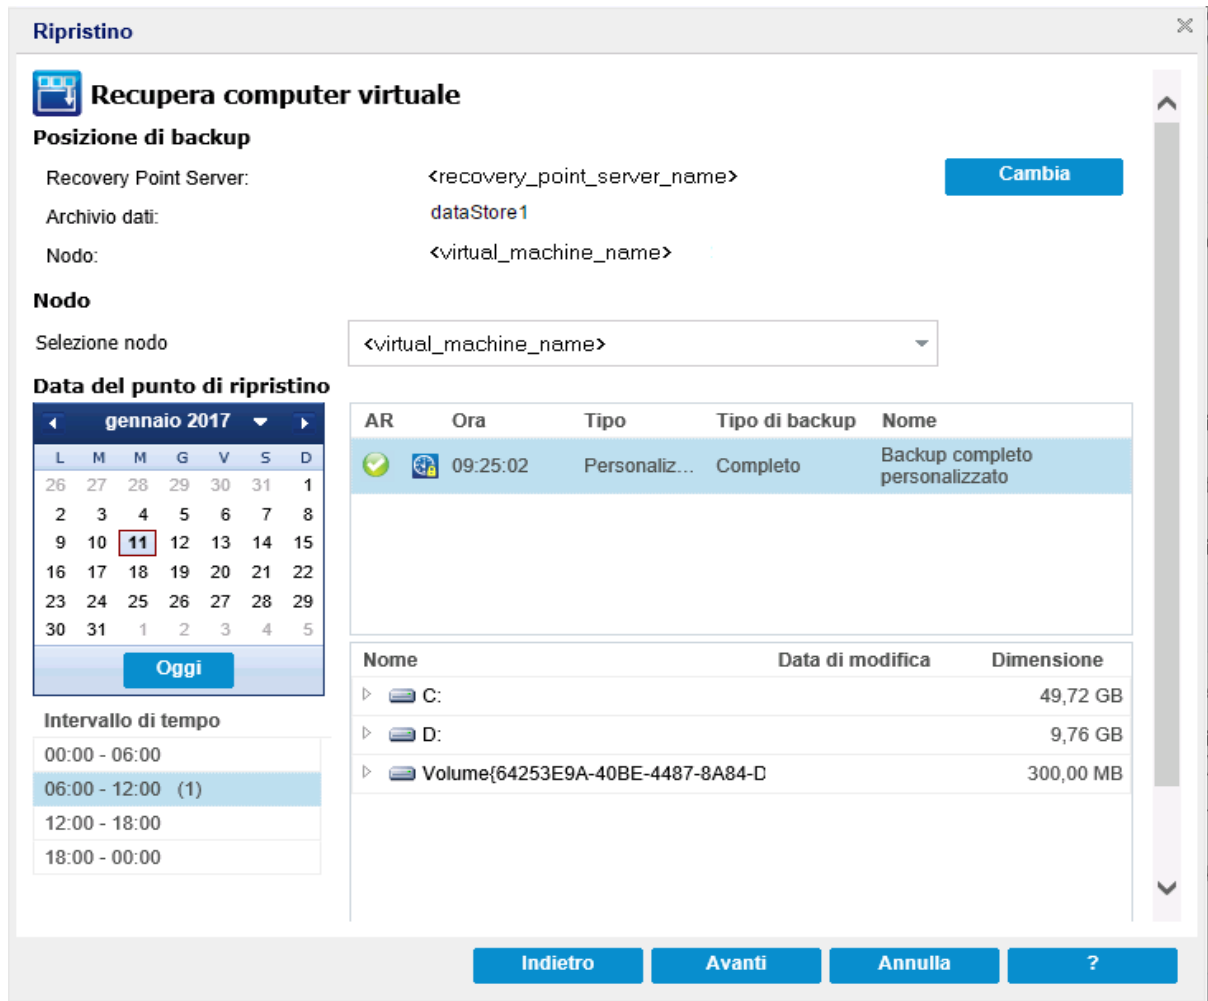 Ripristino
Recupera computer virtuale
Posizione di backup
Recovery Point Server: <recovery_point_server_name> Cambia
Archivio dati: dataStore1
Nodo: <virtual_machine_name>
Nodo
Selezione nodo <virtual_machine_name>
Data del punto di ripristino
gennaio 2017
L M M G V S D
26 27 28 29 30 31 1
2 3 4 5 6 7 8
9 10 11 12 13 14 15
16 17 18 19 20 21 22
23 24 25 26 27 28 29
30 31 1 2 3 4 5
Oggi
Intervallo di tempo
00:00 - 06:00
06:00 - 12:00 (1)
12:00 - 18:00
18:00 - 00:00
AR Ora Tipo Tipo di backup Nome
09:25:02 Personaliz... Completo Backup completo
personalizzato
Nome Data di modifica Dimensione
C: 49,72 GB
D: 9,76 GB
Volume{64253E9A-40BE-4487-8A84-D 300,00 MB
Indietro Avanti Annulla ?